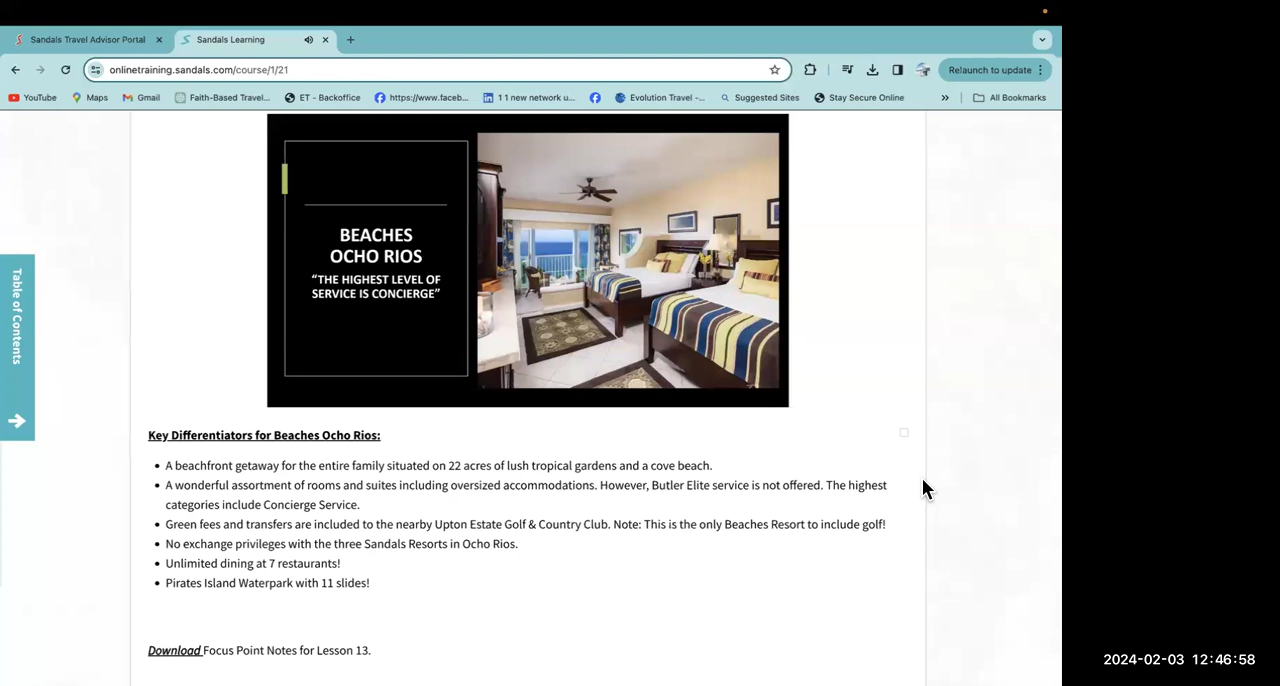 Sandals Travel Advisor Portal
Sandals Learning
onlinetraining.sandals.com/course/1/21
Relaunch to update
YouTube
Maps
Gmail
Faith-Based Travel...
ET - Backoffice
https://www.faceb...
1 1 new network u...
Evolution Travel -...
Suggested Sites
Stay Secure Online
»
All Bookmarks
BEACHES
OCHO RIOS
“THE HIGHEST LEVEL OF
SERVICE IS CONCIERGE”
Table of Contents
Key Differentiators for Beaches Ocho Rios:
• A beachfront getaway for the entire family situated on 22 acres of lush tropical gardens and a cove beach.
• A wonderful assortment of rooms and suites including oversized accommodations. However, Butler Elite service is not offered. The highest
categories include Concierge Service.
• Green fees and transfers are included to the nearby Upton Estate Golf & Country Club. Note: This is the only Beaches Resort to include golf!
• No exchange privileges with the three Sandals Resorts in Ocho Rios.
• Unlimited dining at 7 restaurants!
• Pirates Island Waterpark with 11 slides!
Download Focus Point Notes for Lesson 13.
2024-02-03 12:46:58